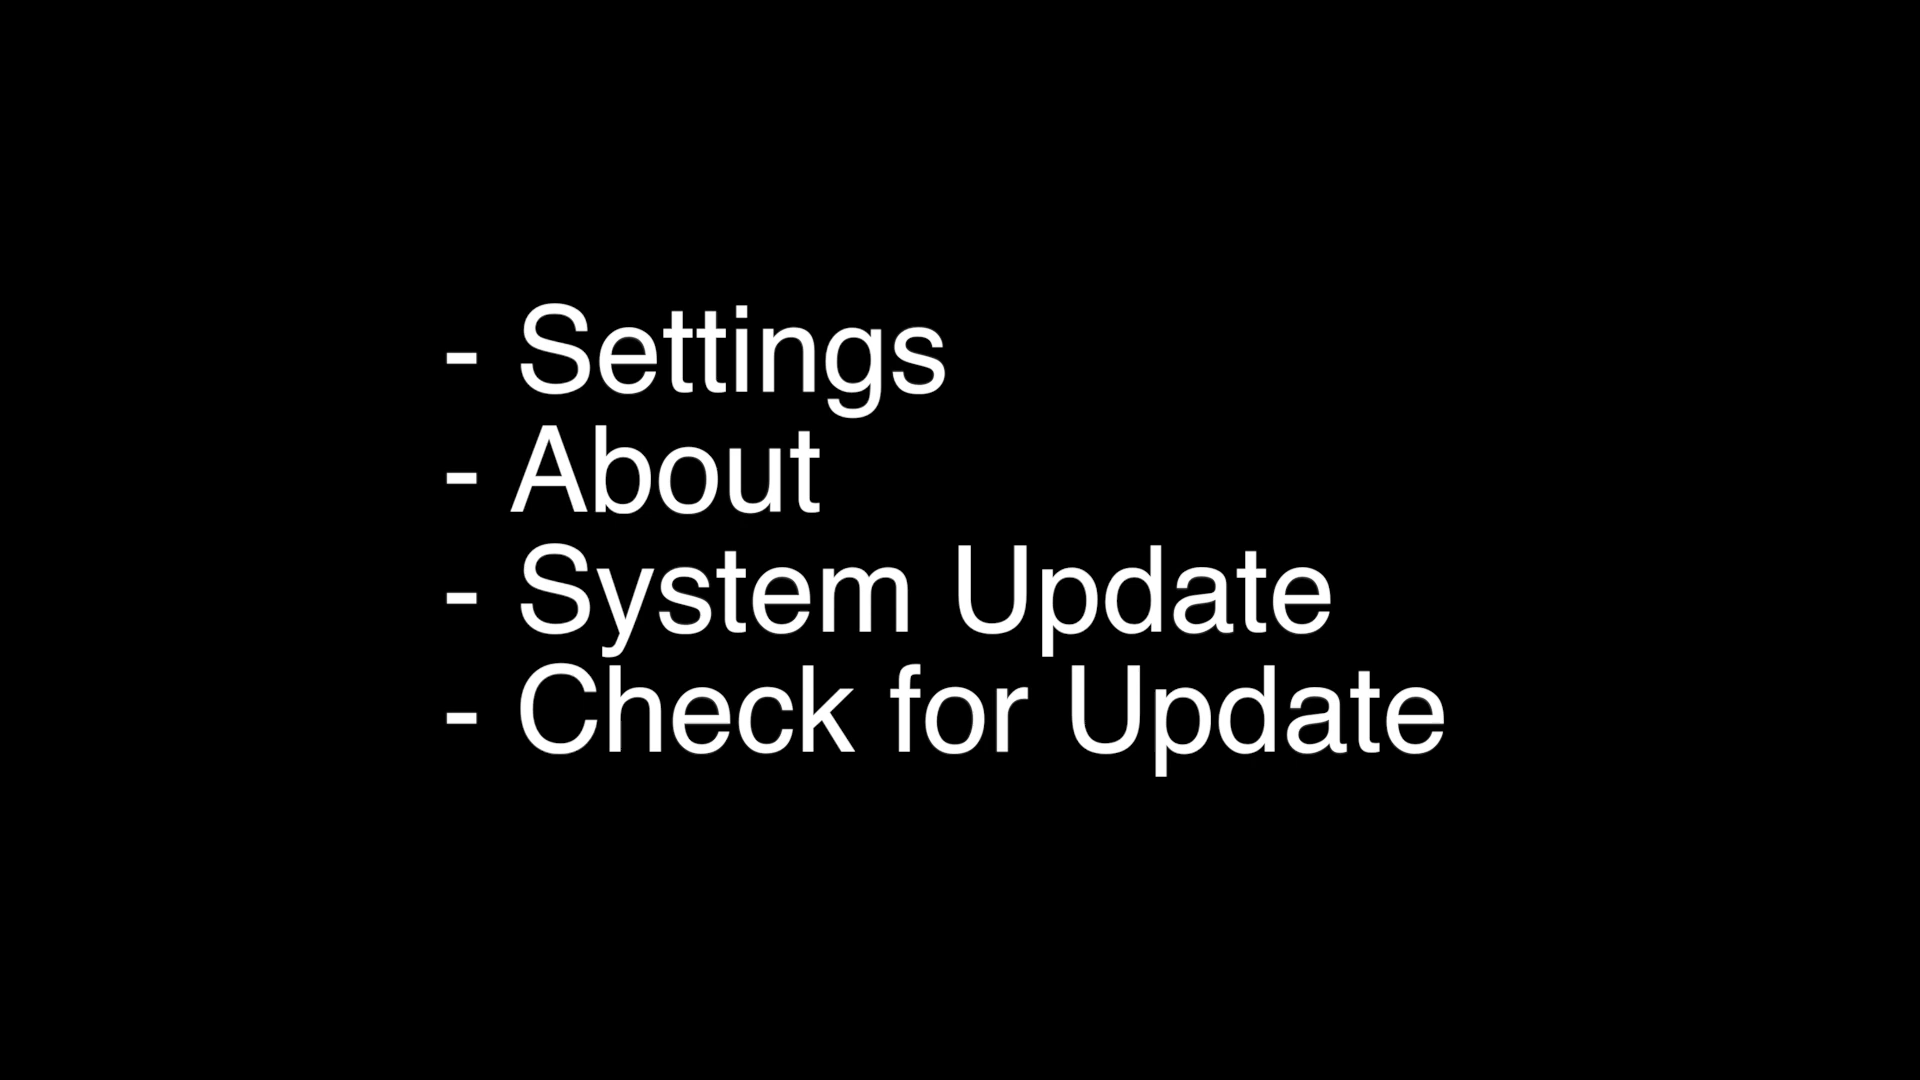 - Settings
- About
- System Update
- Check for Update